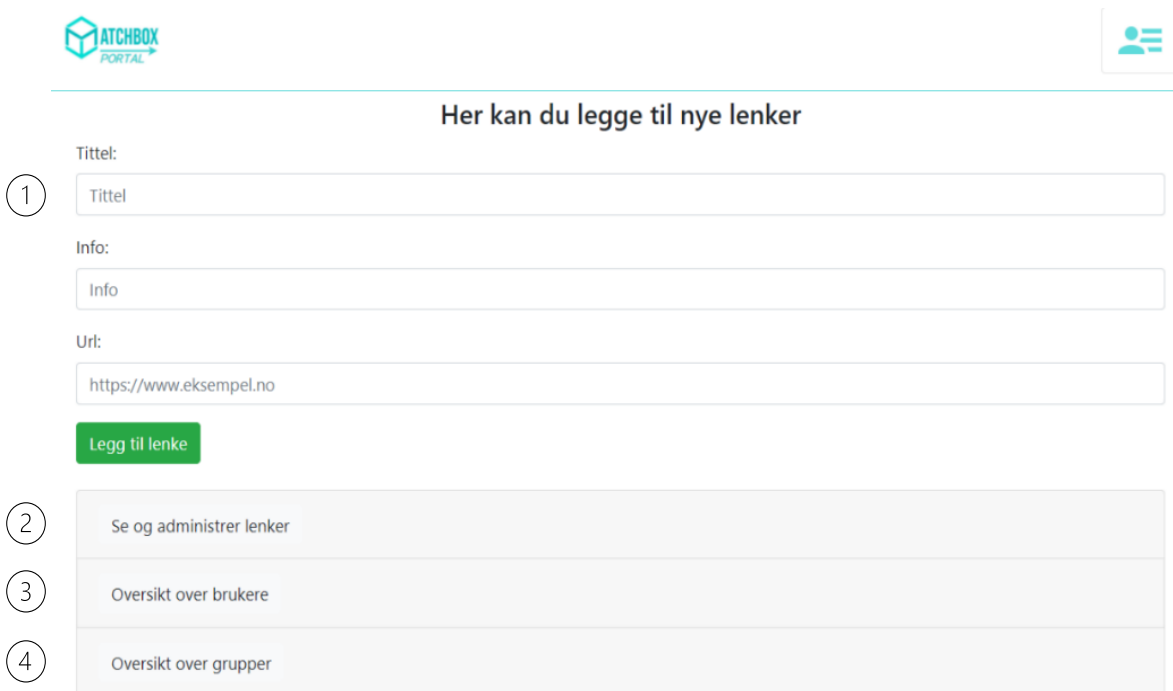 ATCHBOX
PORTAL
Her kan du legge til nye lenker
Tittel:
1
Tittel
Info:
Info
Url:
https://www.eksempel.no
Legg til lenke
2
Se og administrer lenker
3
Oversikt over brukere
4
Oversikt over grupper